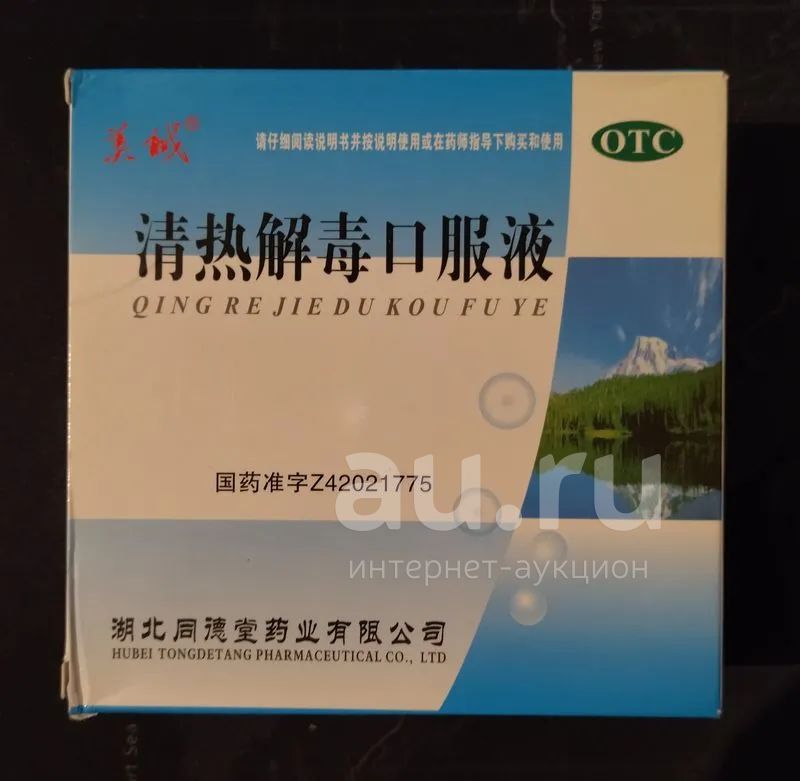 美诚®
请仔细阅读说明书并按说明使用或在药师指导下购买和使用
OTC
清热解毒口服液
QING RE JIE DU KOU FU YE
国药准字Z42021775
au.ru
интернет-аукцион
湖北同德堂药业有限公司
HUBEI TONGDETANG PHARMACEUTICAL CO., LTD